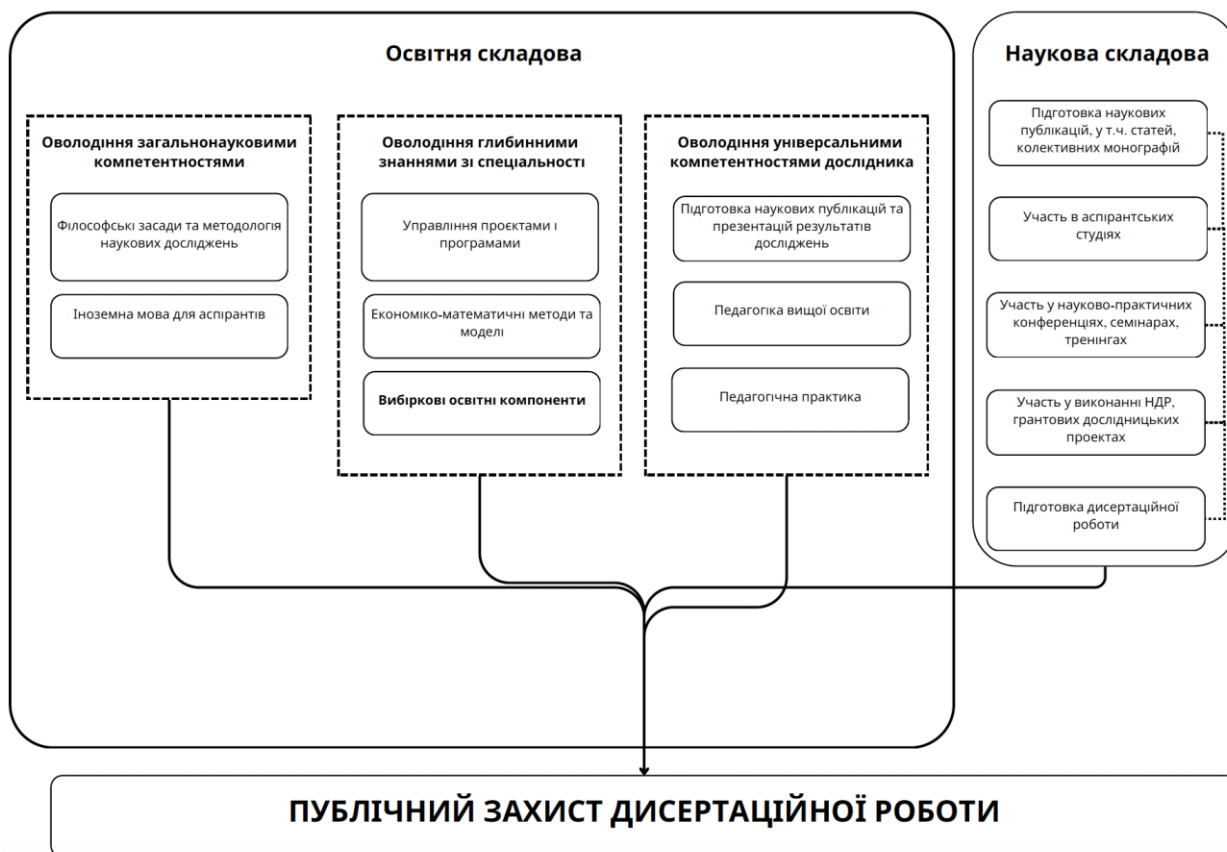 Освітня складова
Оволодіння загальнонауковими
компетентностями
Філософські засади та методологія
наукових досліджень
Іноземна мова для аспірантів
Оволодіння глибинними
знаннями зі спеціальності
Управління проєктами і
програмами
Економіко-математичні методи та
моделі
Вибіркові освітні компоненти
Оволодіння універсальними
компетентностями дослідника
Підготовка наукових публікацій та
презентацій результатів
досліджень
Педагогіка вищої освіти
Педагогічна практика
Наукова складова
Підготовка наукових
публікацій, у т.ч. статей,
колективних монографій
Участь в аспірантських
студіях
Участь у науково-практичних
конференціях, семінарах,
тренінгах
Участь у виконанні НДР,
грантових дослідницьких
проектах
Підготовка дисертаційної
роботи
ПУБЛІЧНИЙ ЗАХИСТ ДИСЕРТАЦІЙНОЇ РОБОТИ